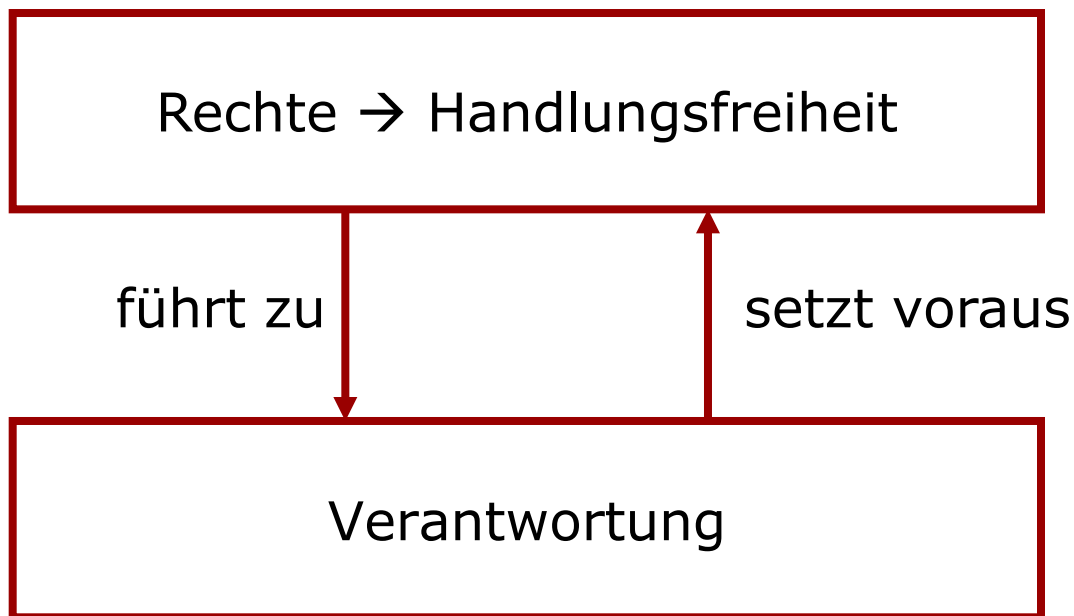 Rechte → Handlungsfreiheit
führt zu
setzt voraus
Verantwortung